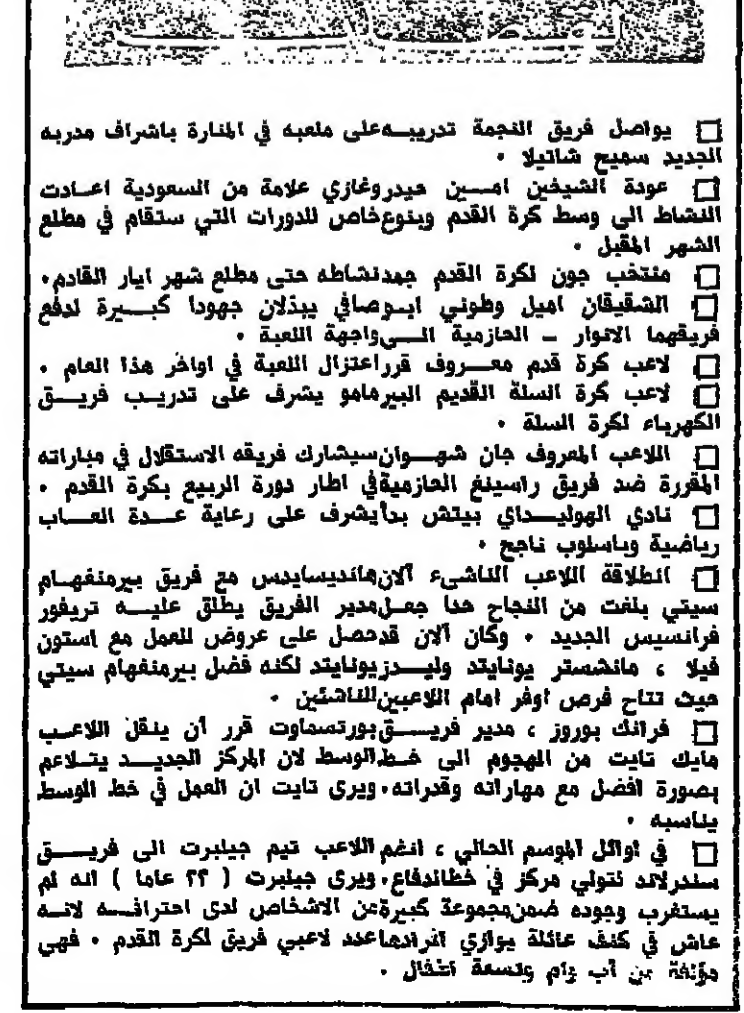 □ يواصل فريق النجمة تدريبه على ملعبه في المنارة باشراف مدربه
الجديد سميح شاتيلا •
□ عودة الشيخين امين حيدر وغازي علامة من السعودية اعادت
النشاط الى وسط كرة القدم وبنوع خاص للدورات التي ستقام في مطلع
الشهر المقبل •
□ منتخب جون لكرة القدم جمد نشاطه حتى مطلع شهر ايار القادم •
□ الشقيقان اميل وطوني ابو صافي يبذلان جهودا كبيرة لدفع
فريقهما الانوار ــ الحازمية الى واجهة اللعبة •
□ لاعب كرة قدم معروف قرر اعتزال اللعبة في اواخر هذا العام •
□ لاعب كرة السلة القديم البير مامو يشرف على تدريب فريق
الكهرباء لكرة السلة •
□ اللاعب المعروف جان شهوان سيشارك فريقه الاستقلال في مباراته
المقررة ضد فريق راسينغ الحازمية في اطار دورة الربيع بكرة القدم •
□ نادي الهوليداي بيتش بدأ يشرف على رعاية عدة العاب
رياضية وباسلوب ناجح •
□ انطلاقة اللاعب الناشىء آلان هانديسايدس مع فريق بيرمنغهام
سيتي بلغت من النجاح حدا جعل مدير الفريق يطلق عليه تريفور
فرانسيس الجديد • وكان آلان قد حصل على عروض للعمل مع استون
فيلا ، مانشستر يونايتد وليدز يونايتد لكنه فضل بيرمنغهام سيتي
حيث تتاح فرص اوفر امام اللاعبين للناشئين •
□ فرانك بوروز ، مدير فريق بورتسماوت قرر أن ينقل اللاعب
مايك تايت من الهجوم الى خط الوسط لان المركز الجديد يتلاءم
بصورة افضل مع مهاراته وقدراته • ويرى تايت ان العمل في خط الوسط
يناسبه •
□ في اوائل الموسم الحالي ، انضم اللاعب تيم جيلبرت الى فريق
سندرلاند لتولي مركز في خط الدفاع • ويرى جيلبرت ( ٢٢ عاما ) انه لم
يستغرب وجوده ضمن مجموعة كبيرة من الاشخاص لدى احترافه لانه
عاش في كنف عائلة يوازي افرادها عدد لاعبي فريق لكرة القدم • فهي
مؤلفة من أب وام وتسعة اطفال •